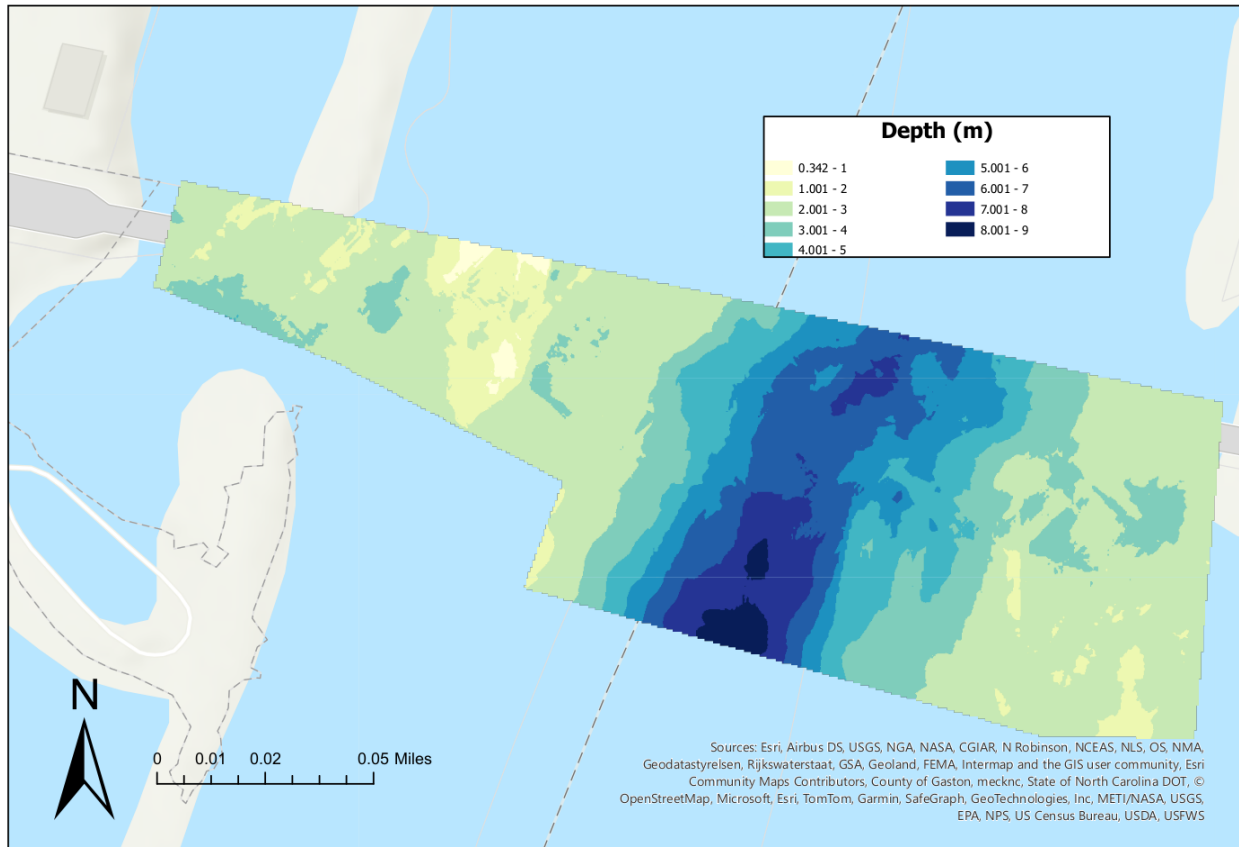 Depth (m)
0.342 - 1
1.001 - 2
2.001 - 3
3.001 - 4
4.001 - 5
5.001 - 6
6.001 - 7
7.001 - 8
8.001 - 9
N
0 0.01 0.02 0.05 Miles
Sources: Esri, Airbus DS, USGS, NGA, NASA, CGIAR, N Robinson, NCEAS, NLS, OS, NMA,
Geodatastyrelsen, Rijkswaterstaat, GSA, Geoland, FEMA, Intermap and the GIS user community, Esri
Community Maps Contributors, County of Gaston, mecknc, State of North Carolina DOT, ©
OpenStreetMap, Microsoft, Esri, TomTom, Garmin, SafeGraph, GeoTechnologies, Inc, METI/NASA, USGS,
EPA, NPS, US Census Bureau, USDA, USFWS